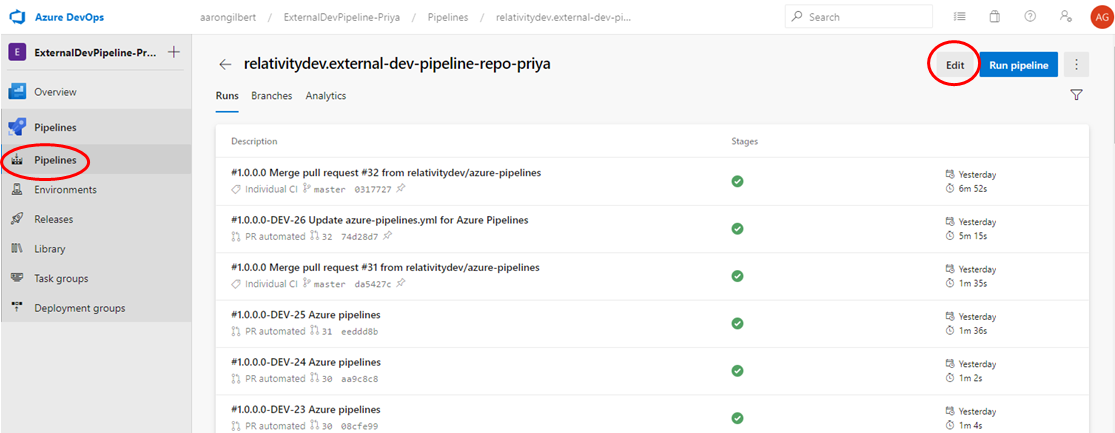 Azure DevOps
aarongilbert / ExternalDevPipeline-Priya / Pipelines / relativitydev.external-dev-pi...
Search
AG
E ExternalDevPipeline-Pr... +
Overview
Pipelines
Pipelines
Environments
Releases
Library
Task groups
Deployment groups
relativitydev.external-dev-pipeline-repo-priya
Edit
Run pipeline
Runs Branches Analytics
Description Stages
#1.0.0.0 Merge pull request #32 from relativitydev/azure-pipelines
Individual CI master 0317727
Yesterday
6m 52s
#1.0.0.0-DEV-26 Update azure-pipelines.yml for Azure Pipelines
PR automated 32 74d28d7
Yesterday
5m 15s
#1.0.0.0 Merge pull request #31 from relativitydev/azure-pipelines
Individual CI master da5427c
Yesterday
1m 35s
#1.0.0.0-DEV-25 Azure pipelines
PR automated 31 eeddd8b
Yesterday
1m 36s
#1.0.0.0-DEV-24 Azure pipelines
PR automated 30 aa9c8c8
Yesterday
1m 2s
#1.0.0.0-DEV-23 Azure pipelines
PR automated 30 08cfe99
Yesterday
1m 4s